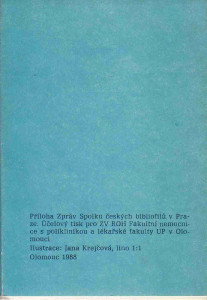 Příloha Zpráv Spolku českých bibliofilů v Pra-
ze. Účelový tisk pro ZV ROH Fakultní nemocni-
ce s poliklinikou a lékařské fakulty UP v Olo-
mouci
Ilustrace: Jana Krejčová, lino 1:1
Olomouc 1988